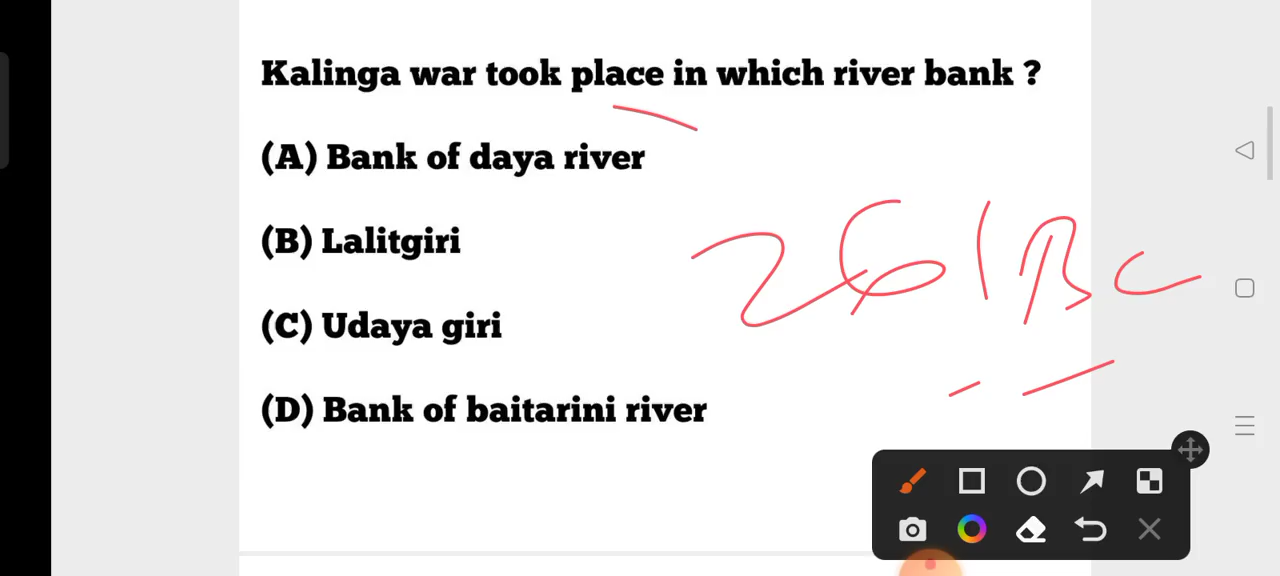 Kalinga war took place in which river bank ?
(A) Bank of daya river
(B) Lalitgiri
261 BC
(C) Udaya giri
(D) Bank of baitarini river